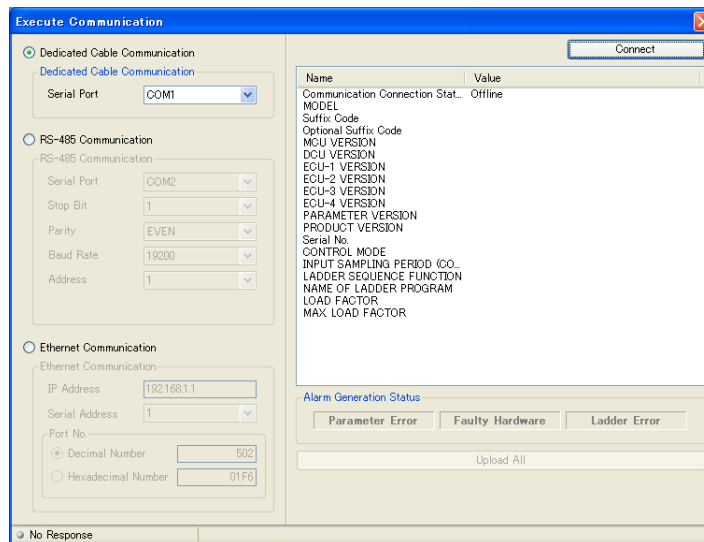 Execute Communication
Dedicated Cable Communication
Dedicated Cable Communication
Serial Port COM1
RS-485 Communication
RS-485 Communication
Serial Port COM2
Stop Bit 1
Parity EVEN
Baud Rate 19200
Address 1
Ethernet Communication
Ethernet Communication
IP Address 192.168.1.1
Serial Address 1
Port No.
Decimal Number 502
Hexadecimal Number 01F6
Connect
Name Value
Communication Connection Stat... Offline
MODEL
Suffix Code
Optional Suffix Code
MCU VERSION
DCU VERSION
ECU-1 VERSION
ECU-2 VERSION
ECU-3 VERSION
ECU-4 VERSION
PARAMETER VERSION
PRODUCT VERSION
Serial No.
CONTROL MODE
INPUT SAMPLING PERIOD (CO...
LADDER SEQUENCE FUNCTION
NAME OF LADDER PROGRAM
LOAD FACTOR
MAX. LOAD FACTOR
Alarm Generation Status
Parameter Error Faulty Hardware Ladder Error
Upload All
No Response